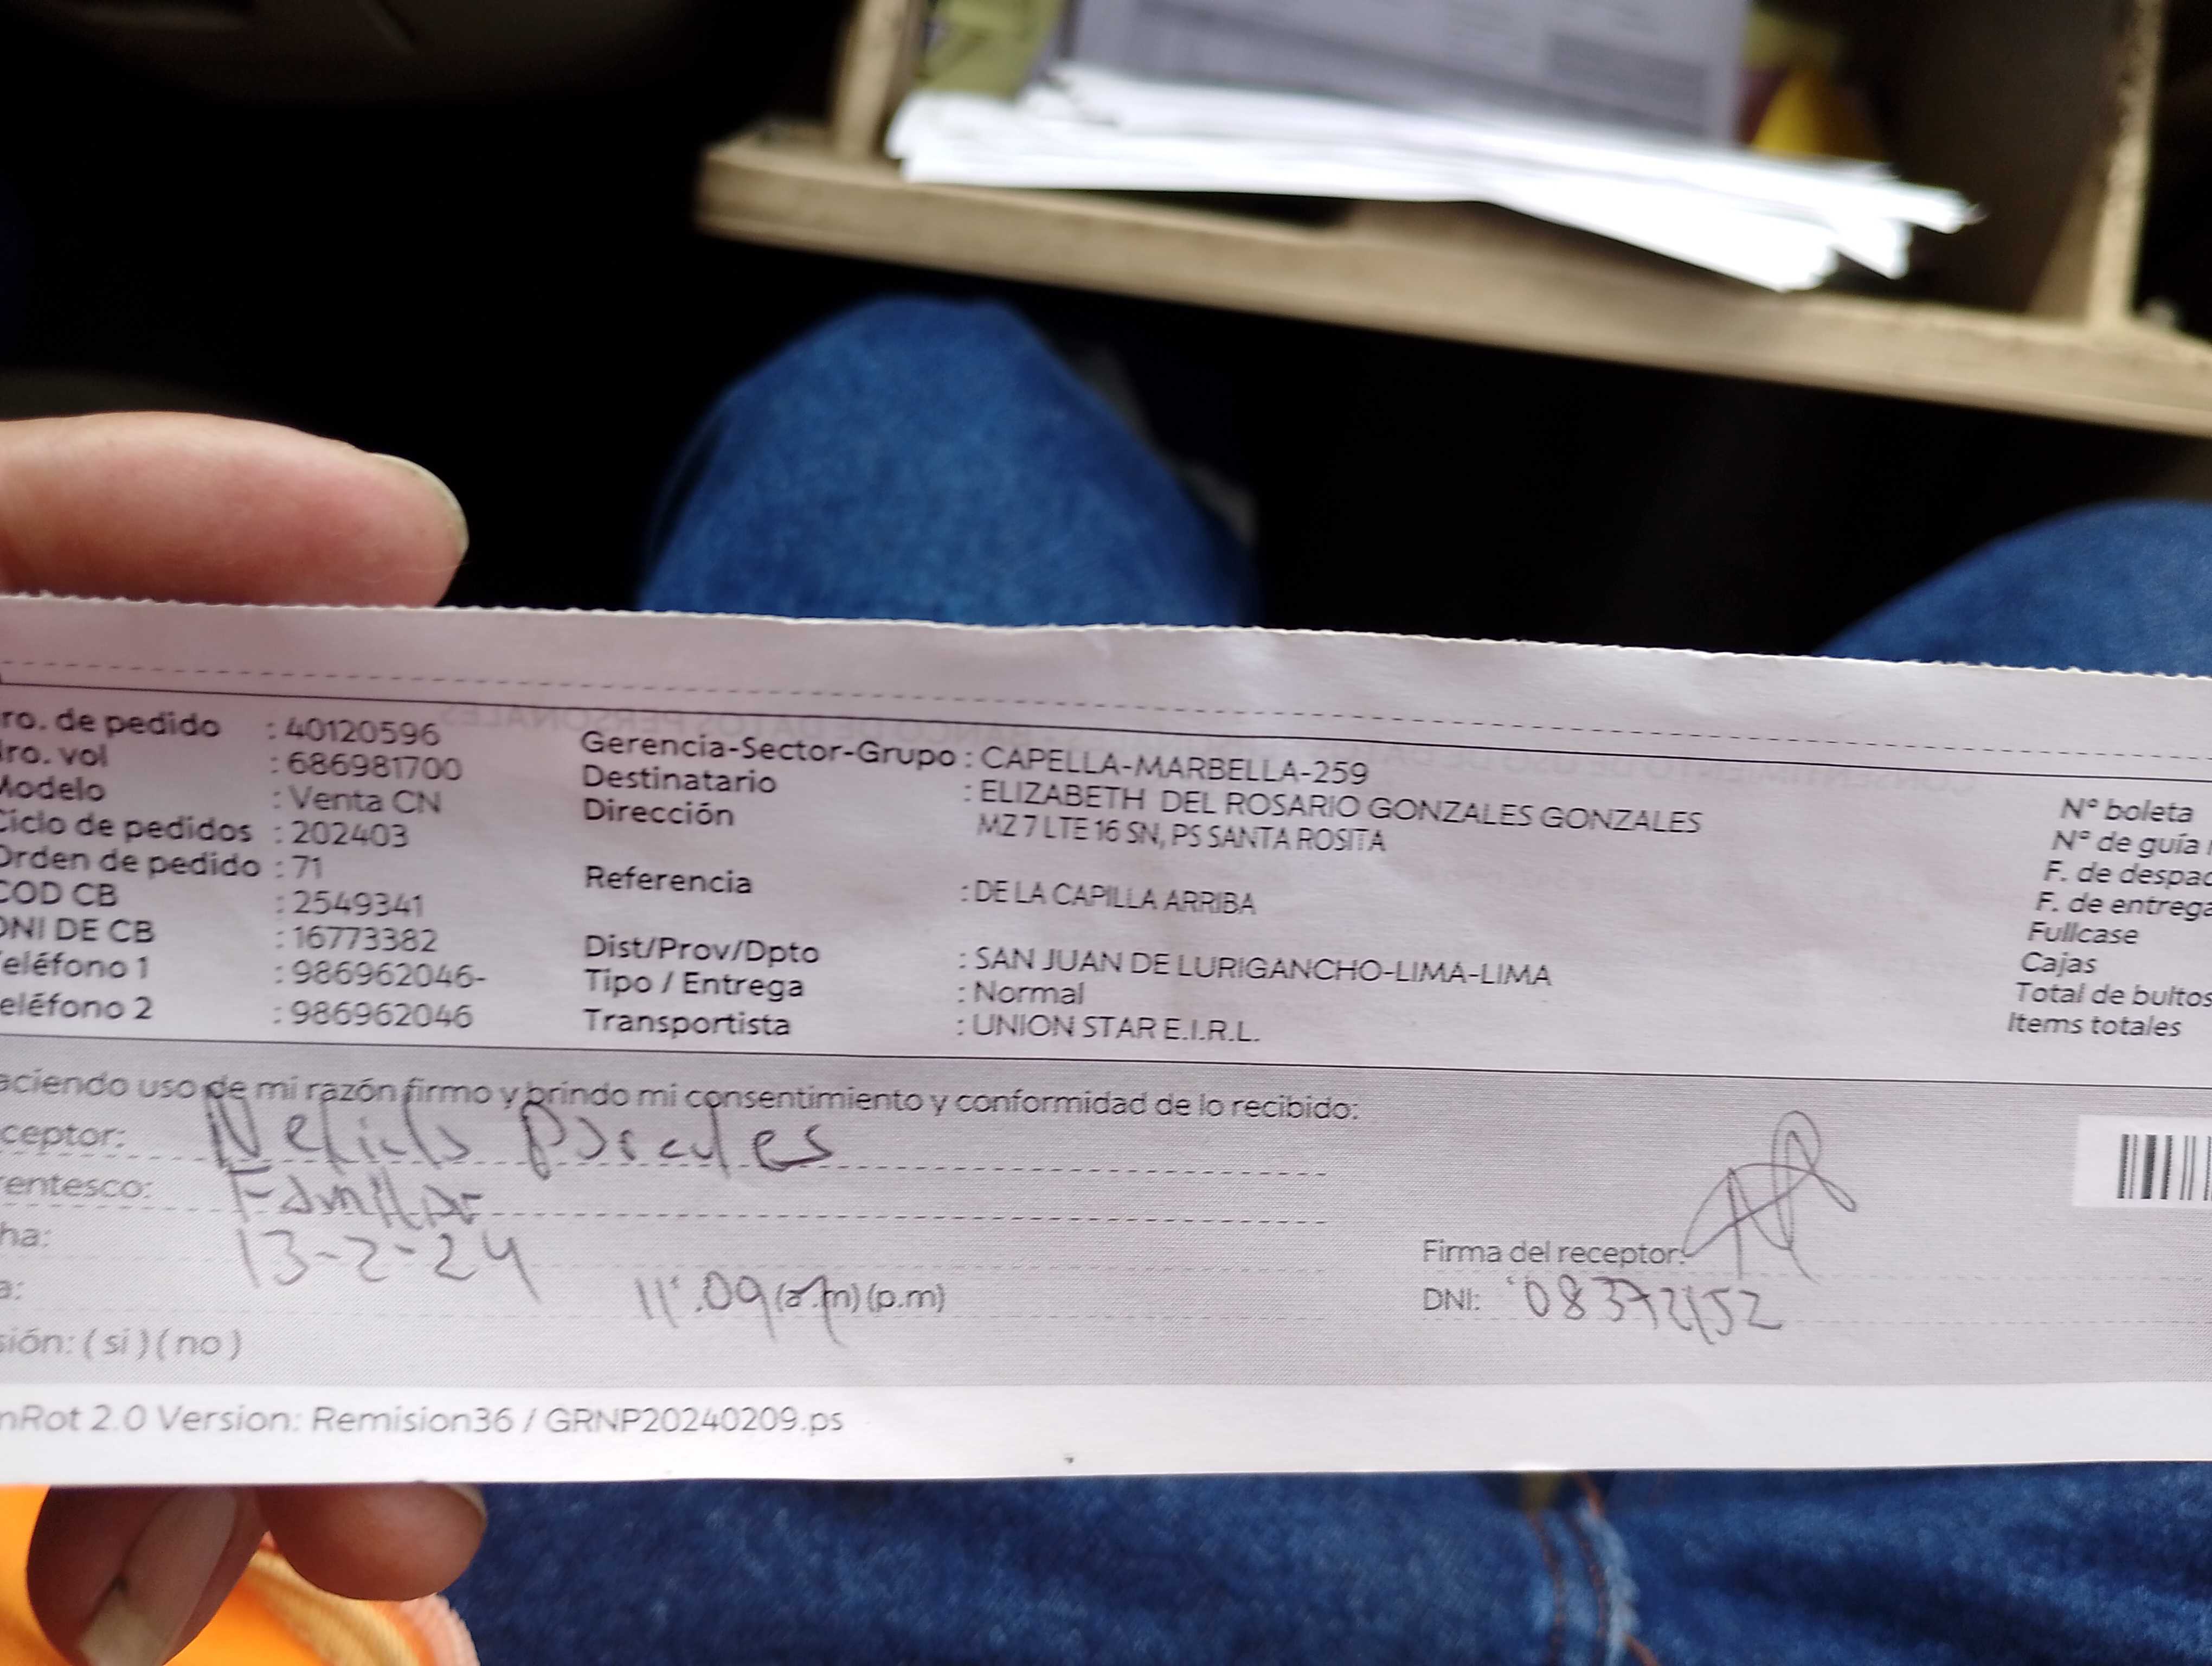 ro. de pedido : 40120596
ro. vol : 686981700
Modelo : Venta CN
Ciclo de pedidos : 202403
Orden de pedido : 71
COD CB : 2549341
DNI DE CB : 16773382
eléfono 1 : 986962046-
eléfono 2 : 986962046
Gerencia-Sector-Grupo : CAPELLA-MARBELLA-259
Destinatario : ELIZABETH DEL ROSARIO GONZALES GONZALES
Dirección MZ 7 LTE 16 SN, PS SANTA ROSITA
Referencia : DE LA CAPILLA ARRIBA
Dist/Prov/Dpto : SAN JUAN DE LURIGANCHO-LIMA-LIMA
Tipo / Entrega : Normal
Transportista : UNION STAR E.I.R.L.
N° boleta
N° de guía
F. de despac
F. de entrega
Fullcase
Cajas
Total de bultos
Items totales
aciendo uso de mi razón firmo y brindo mi consentimiento y conformidad de lo recibido:
ceptor:
rentesco: Familiar
ha: 13-2-24
a: 11:09 (a.m) (p.m)
Firma del receptor:
DNI: 08372152
sión: ( si ) ( no )
nRot 2.0 Version: Remision36 / GRNP20240209.ps